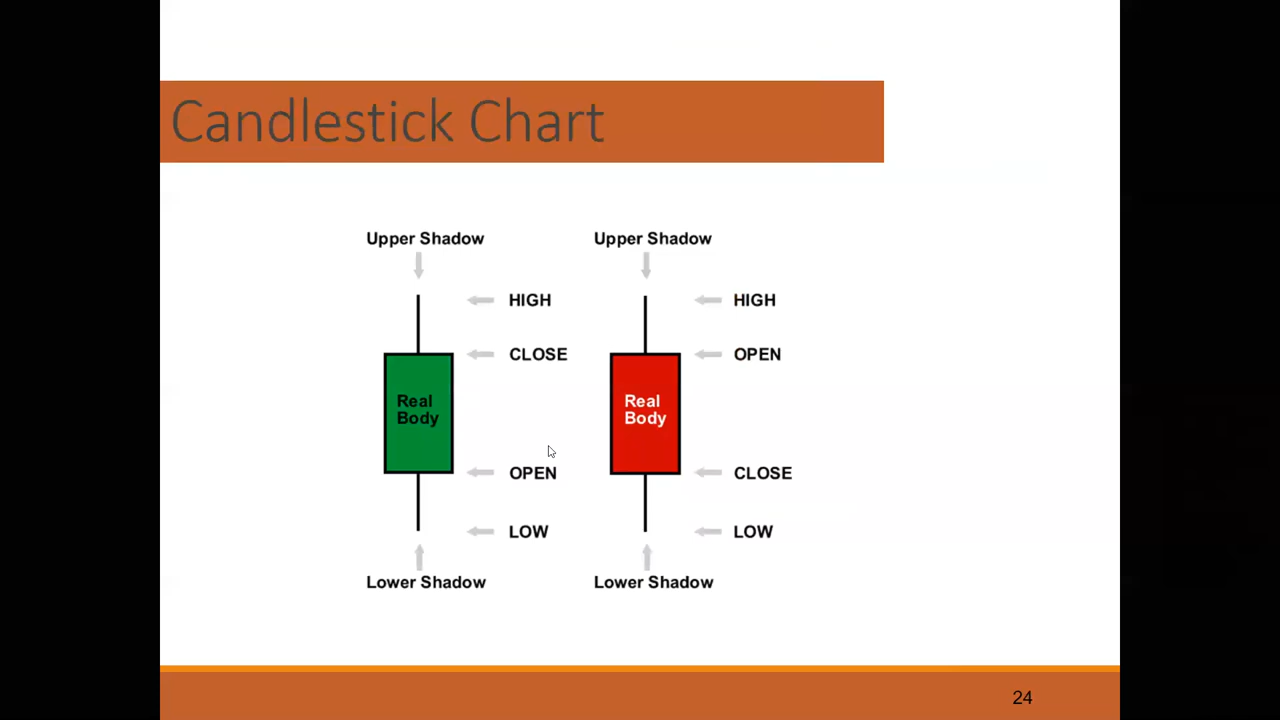 Candlestick Chart
Upper Shadow Upper Shadow
HIGH HIGH
CLOSE OPEN
Real Real
Body Body
OPEN CLOSE
LOW LOW
Lower Shadow Lower Shadow
24